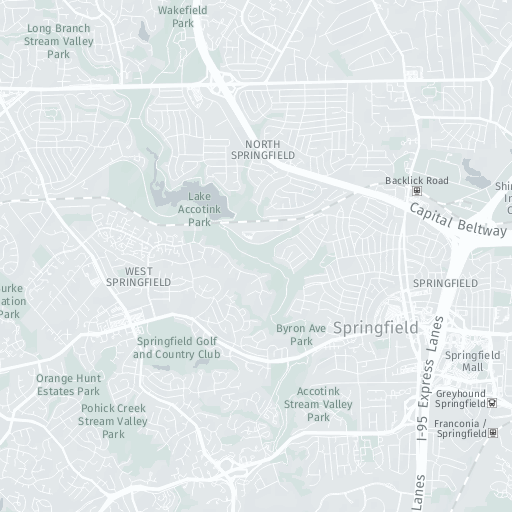 Wakefield
Park
Long Branch
Stream Valley
Park
NORTH
SPRINGFIELD
Backlick Road
Lake
Accotink
Park
Capital Beltway
WEST
SPRINGFIELD
SPRINGFIELD
ation
Park
Byron Ave
Park
Springfield
Springfield Golf
and Country Club
Springfield
Mall
I-95 Express Lanes
Orange Hunt
Estates Park
Accotink
Stream Valley
Park
Greyhound
Springfield
Pohick Creek
Stream Valley
Park
Franconia /
Springfield
Lanes